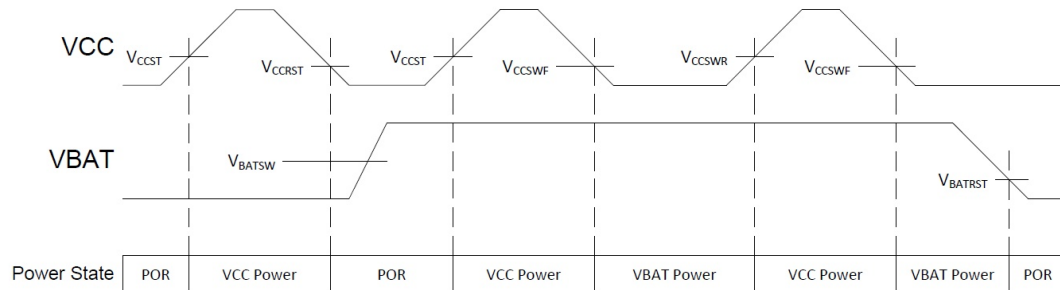 VCC
VCCST
VCCRST
VCCST
VCCSWF
VCCSWR
VCCSWF
VBAT
VBATSW
VBATRST
Power State POR VCC Power POR VCC Power VBAT Power VCC Power VBAT Power POR